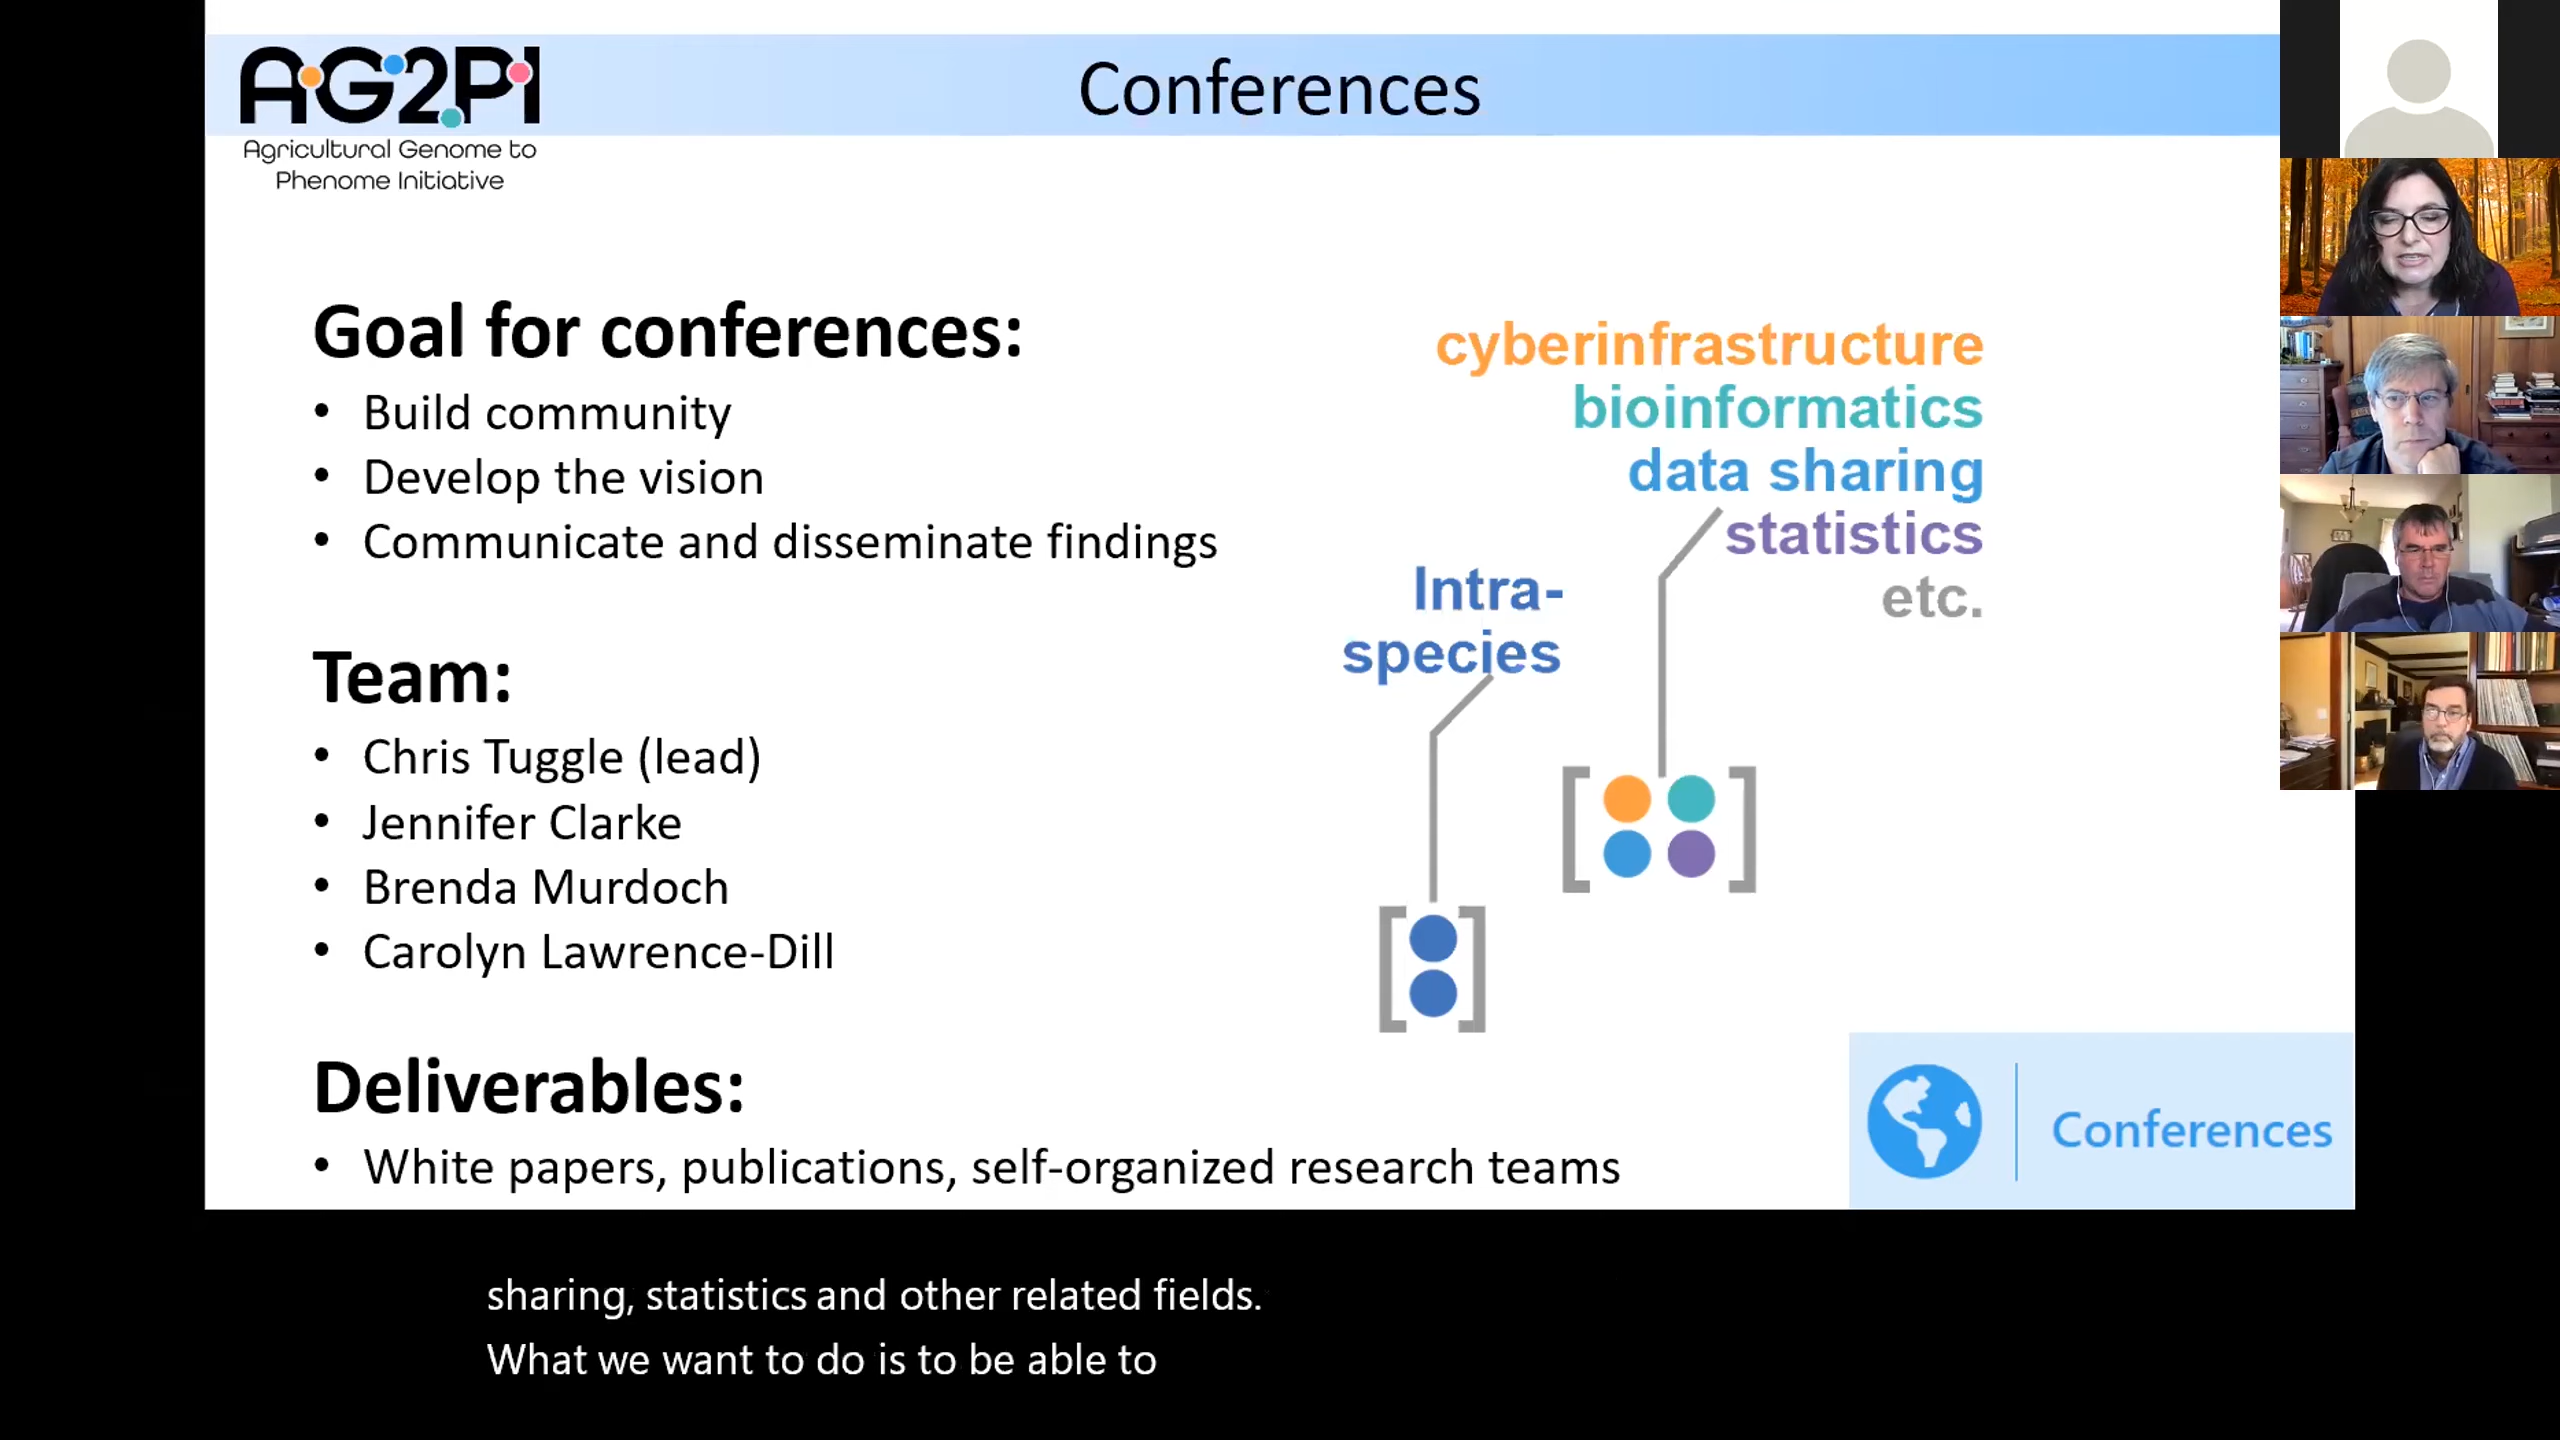 AG2PI
Agricultural Genome to
Phenome Initiative
Conferences
Goal for conferences:
• Build community
• Develop the vision
• Communicate and disseminate findings
Team:
• Chris Tuggle (lead)
• Jennifer Clarke
• Brenda Murdoch
• Carolyn Lawrence-Dill
Deliverables:
• White papers, publications, self-organized research teams
cyberinfrastructure
bioinformatics
data sharing
statistics
etc.
Intra-
species
Conferences
sharing, statistics and other related fields.
What we want to do is to be able to